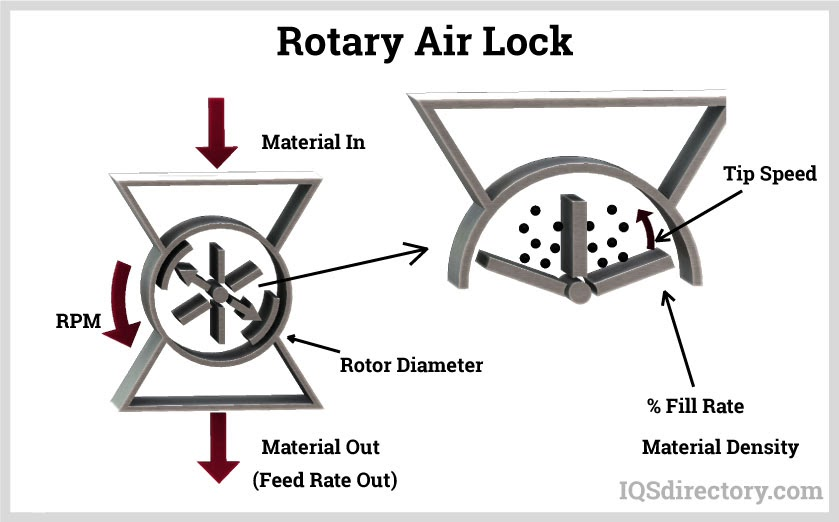 Rotary Air Lock
Material In
Tip Speed
RPM
Rotor Diameter
% Fill Rate
Material Out
(Feed Rate Out)
Material Density
IQSdirectory.com